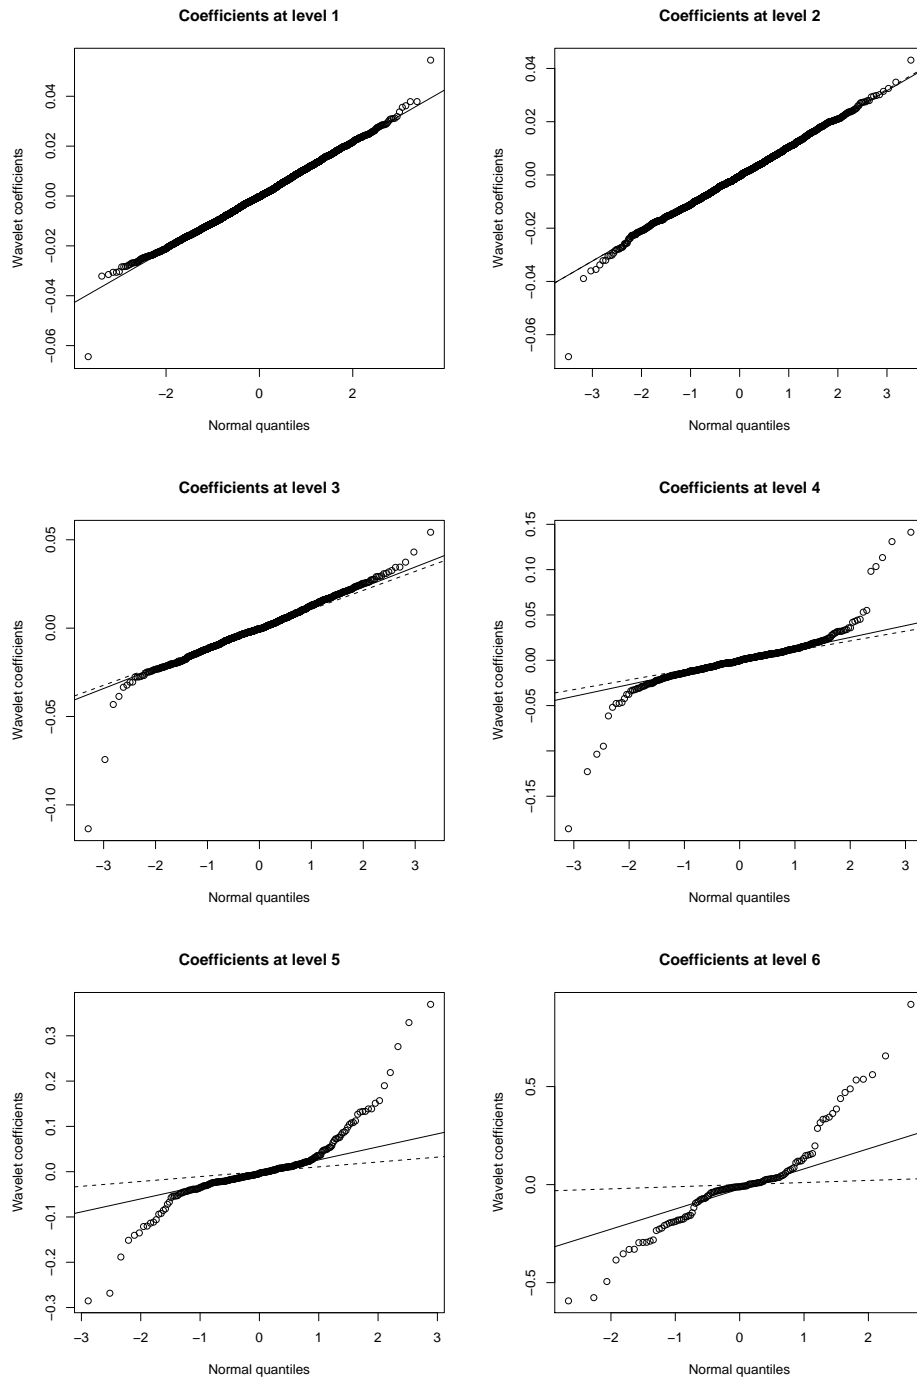 Coefficients at level 1
Wavelet coefficients
0.04
0.02
0.00
−0.02
−0.04
−0.06
−2 0 2
Normal quantiles
Coefficients at level 2
Wavelet coefficients
0.04
0.02
0.00
−0.02
−0.04
−0.06
−3 −2 −1 0 1 2 3
Normal quantiles
Coefficients at level 3
Wavelet coefficients
0.05
0.00
−0.05
−0.10
−3 −2 −1 0 1 2 3
Normal quantiles
Coefficients at level 4
Wavelet coefficients
0.15
0.10
0.05
0.00
−0.05
−0.15
−3 −2 −1 0 1 2 3
Normal quantiles
Coefficients at level 5
Wavelet coefficients
0.3
0.2
0.1
0.0
−0.1
−0.2
−0.3
−3 −2 −1 0 1 2 3
Normal quantiles
Coefficients at level 6
Wavelet coefficients
0.5
0.0
−0.5
−2 −1 0 1 2
Normal quantiles